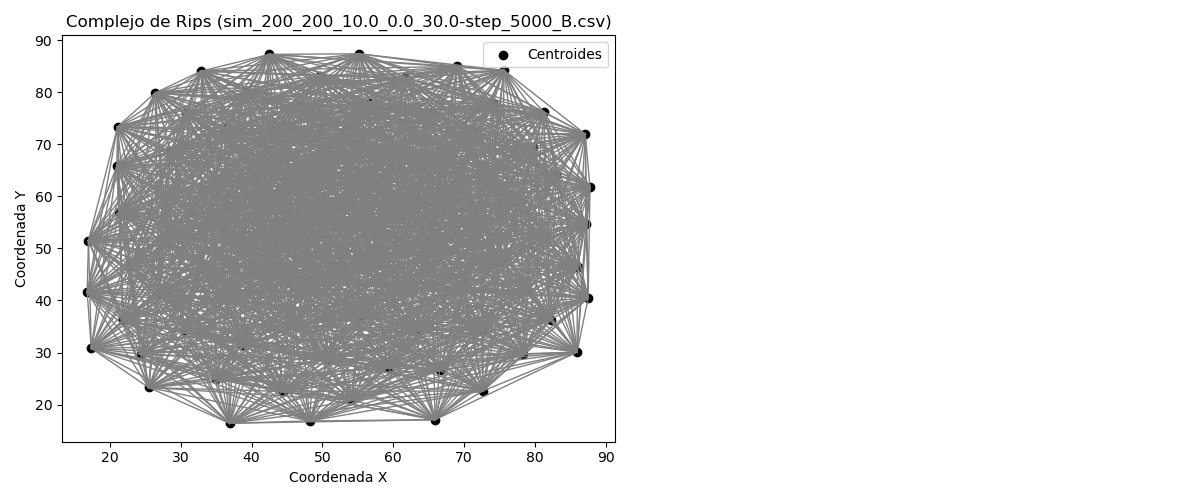 Complejo de Rips (sim_200_200_10.0_0.0_30.0-step_5000_B.csv)
Centroides
Coordenada Y
90
80
70
60
50
40
30
20
20 30 40 50 60 70 80 90
Coordenada X